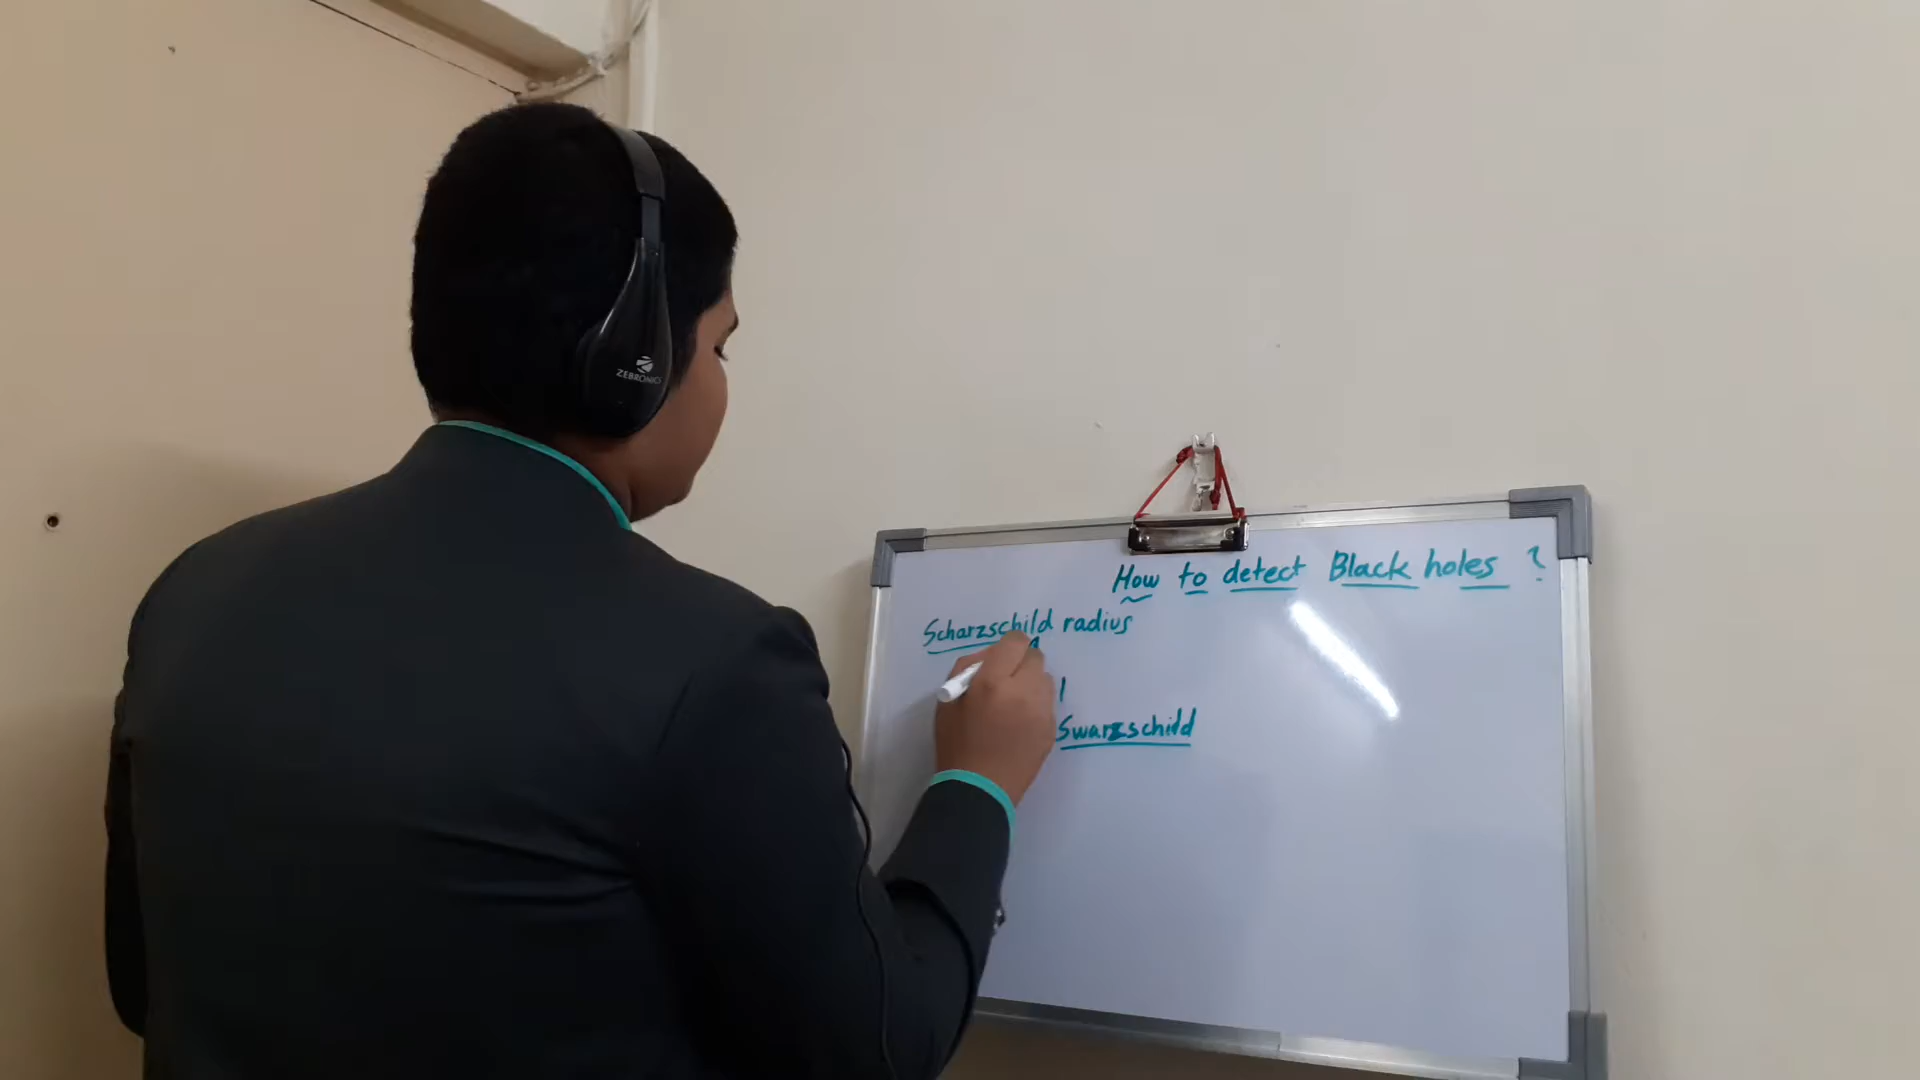 ZEBRONICS
How to detect Black holes ?
Scharzschild radius
Swarzschild